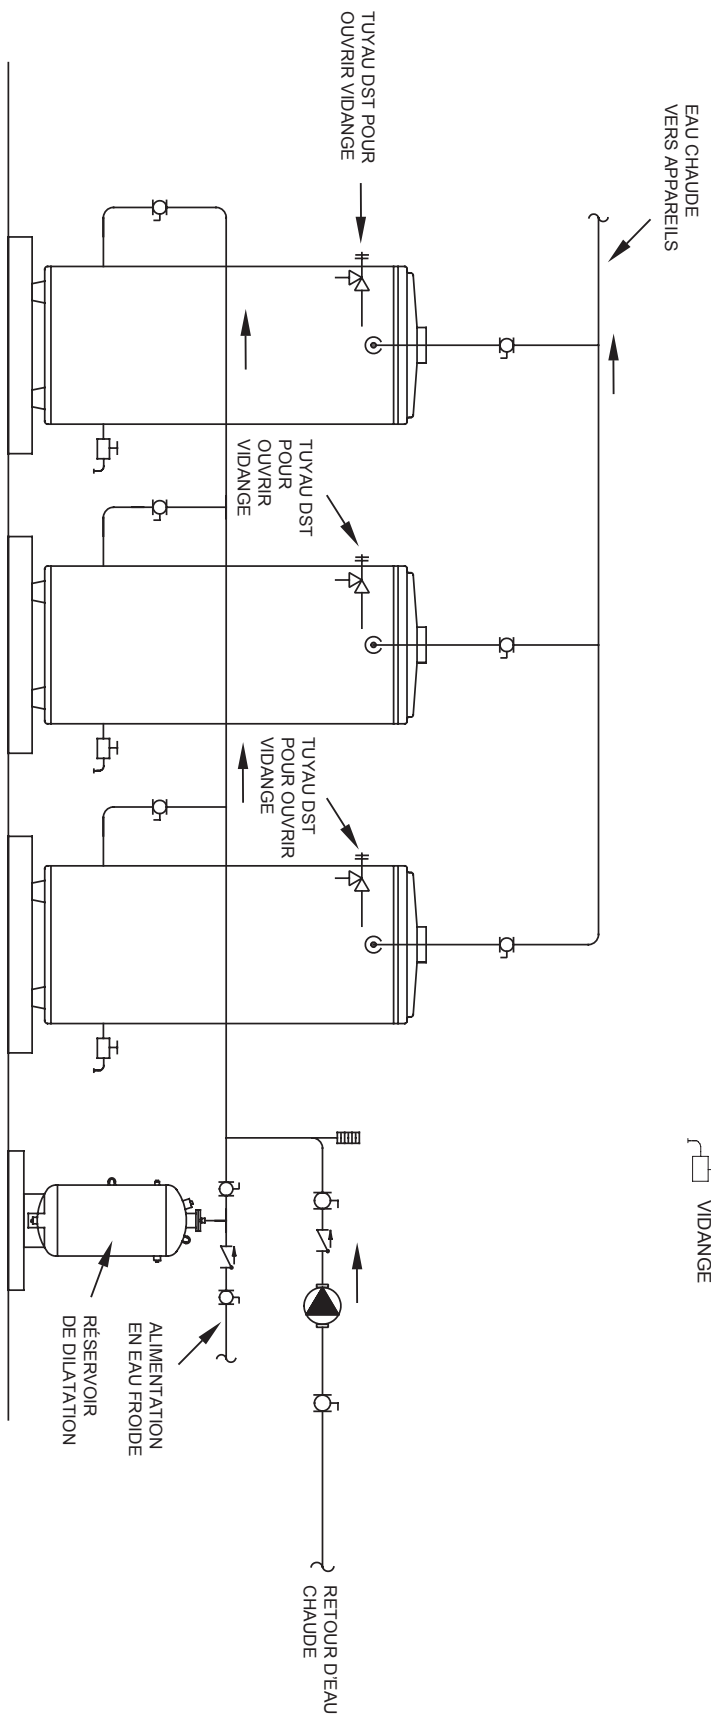 EAU CHAUDE
VERS APPAREILS
TUYAU DST POUR
OUVRIR VIDANGE
TUYAU DST
POUR
OUVRIR
VIDANGE
TUYAU DST
POUR OUVRIR
VIDANGE
VIDANGE
ALIMENTATION
EN EAU FROIDE
RÉSERVOIR
DE DILATATION
RETOUR D'EAU
CHAUDE